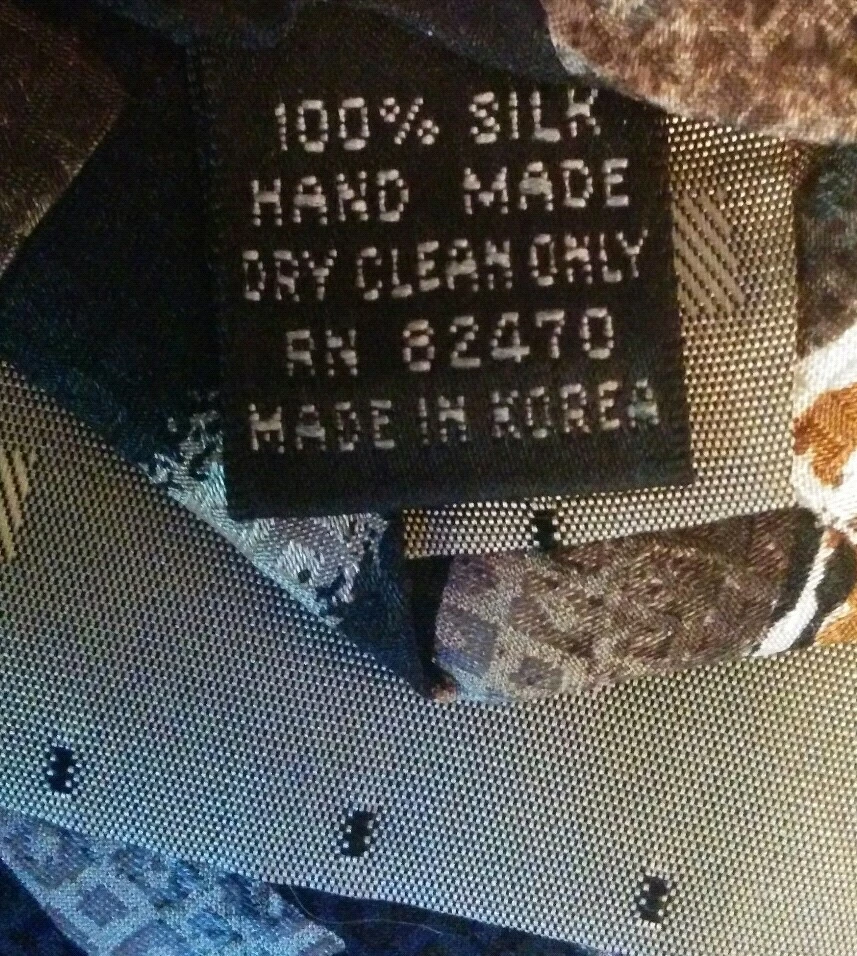 100% SILK
HAND MADE
DRY CLEAN ONLY
RN 82470
MADE IN KOREA